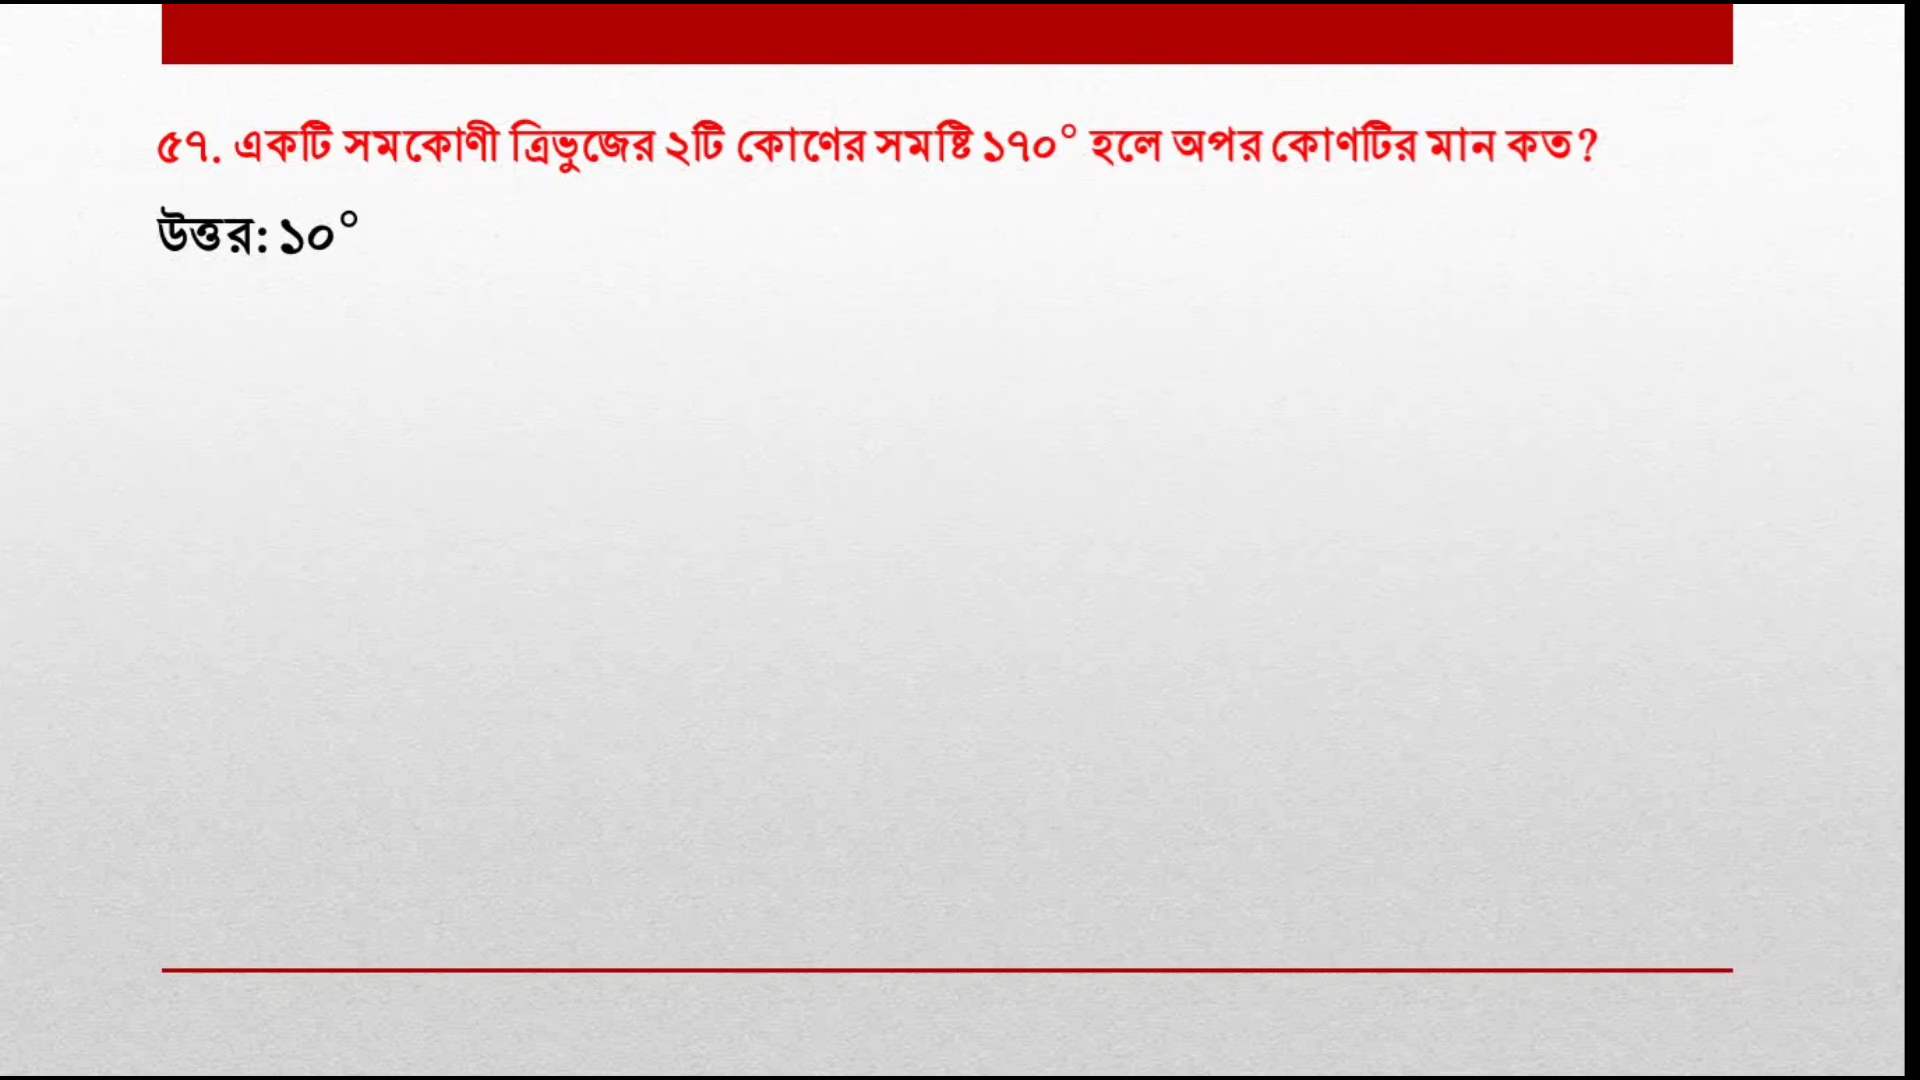 ৫৭. একটি সমকোণী ত্রিভুজের ২টি কোণের সমষ্টি ১৭০° হলে অপর কোণটির মান কত?
উত্তর: ১০°